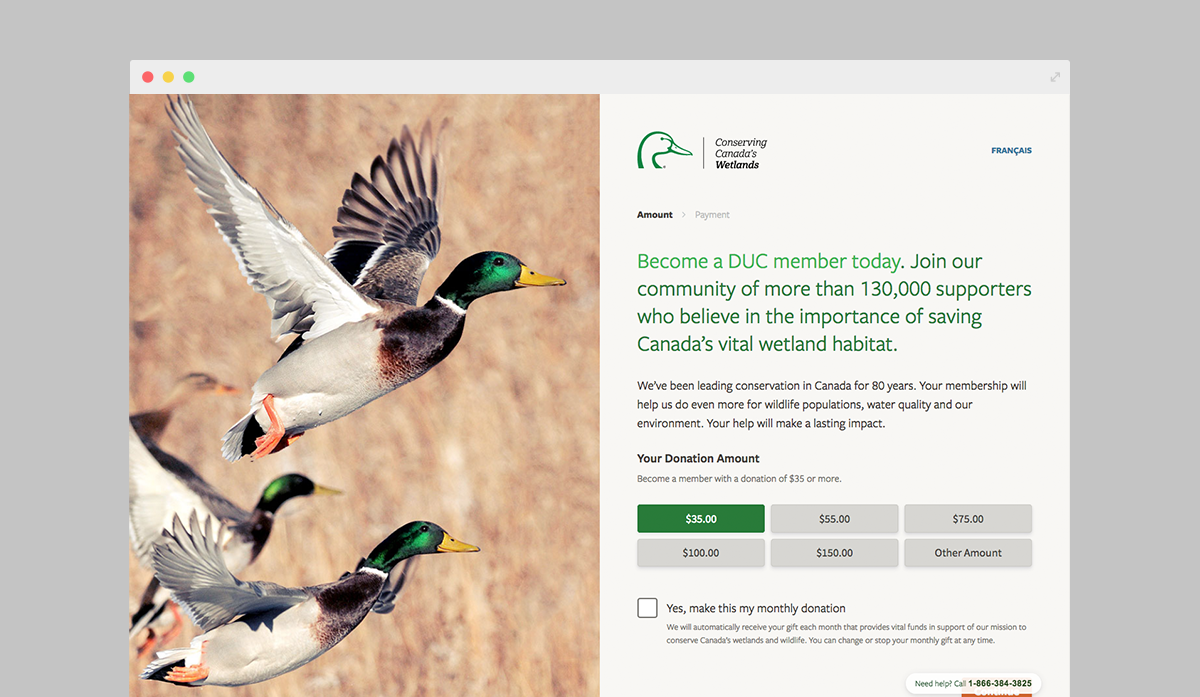 Conserving
Canada's
Wetlands
FRANÇAIS
Amount > Payment
Become a DUC member today. Join our
community of more than 130,000 supporters
who believe in the importance of saving
Canada's vital wetland habitat.
We've been leading conservation in Canada for 80 years. Your membership will
help us do even more for wildlife populations, water quality and our
environment. Your help will make a lasting impact.
Your Donation Amount
Become a member with a donation of $35 or more.
$35.00 $55.00 $75.00
$100.00 $150.00 Other Amount
Yes, make this my monthly donation
We will automatically receive your gift each month that provides vital funds in support of our mission to
conserve Canada's wetlands and wildlife. You can change or stop your monthly gift at any time.
Need help? Call 1-866-384-3825